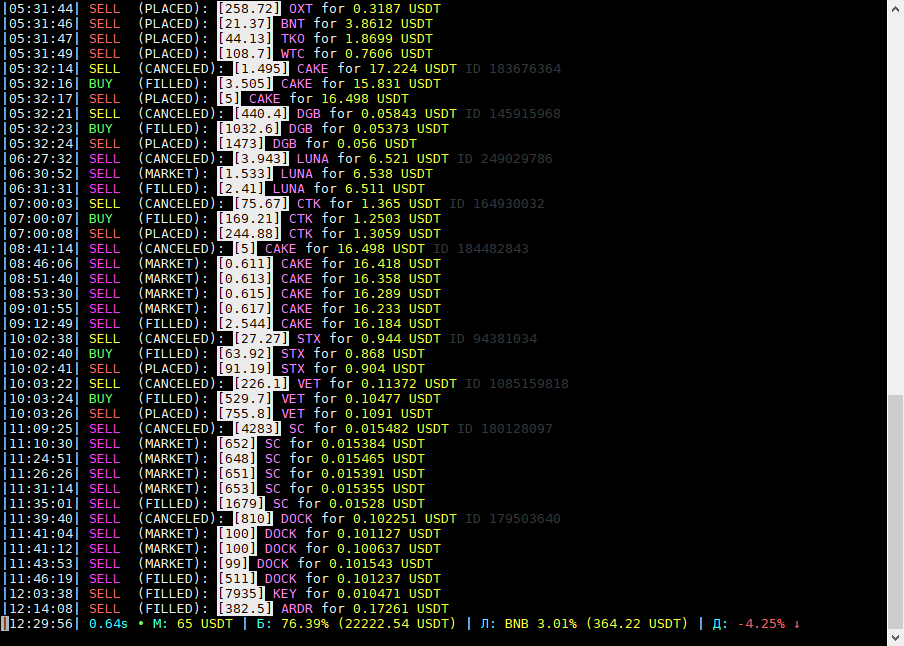 |05:31:44| SELL (PLACED): [258.72] OXT for 0.3187 USDT
|05:31:46| SELL (PLACED): [21.37] BNT for 3.8612 USDT
|05:31:47| SELL (PLACED): [44.13] TKO for 1.8699 USDT
|05:31:49| SELL (PLACED): [108.7] WTC for 0.7606 USDT
|05:32:14| SELL (CANCELED): [1.495] CAKE for 17.224 USDT ID 183676364
|05:32:16| BUY (FILLED): [3.505] CAKE for 15.831 USDT
|05:32:17| SELL (PLACED): [5] CAKE for 16.498 USDT
|05:32:21| SELL (CANCELED): [440.4] DGB for 0.05843 USDT ID 145915968
|05:32:23| BUY (FILLED): [1032.6] DGB for 0.05373 USDT
|05:32:24| SELL (PLACED): [1473] DGB for 0.056 USDT
|06:27:32| SELL (CANCELED): [3.943] LUNA for 6.521 USDT ID 249029786
|06:30:52| SELL (MARKET): [1.533] LUNA for 6.538 USDT
|06:31:31| SELL (FILLED): [2.41] LUNA for 6.511 USDT
|07:00:03| SELL (CANCELED): [75.67] CTK for 1.365 USDT ID 164930032
|07:00:07| BUY (FILLED): [169.21] CTK for 1.2503 USDT
|07:00:08| SELL (PLACED): [244.88] CTK for 1.3059 USDT
|08:41:14| SELL (CANCELED): [5] CAKE for 16.498 USDT ID 184482843
|08:46:06| SELL (MARKET): [0.611] CAKE for 16.418 USDT
|08:51:40| SELL (MARKET): [0.613] CAKE for 16.358 USDT
|08:53:30| SELL (MARKET): [0.615] CAKE for 16.289 USDT
|09:01:55| SELL (MARKET): [0.617] CAKE for 16.233 USDT
|09:12:49| SELL (FILLED): [2.544] CAKE for 16.184 USDT
|10:02:38| SELL (CANCELED): [27.27] STX for 0.944 USDT ID 94381034
|10:02:40| BUY (FILLED): [63.92] STX for 0.868 USDT
|10:02:41| SELL (PLACED): [91.19] STX for 0.904 USDT
|10:03:22| SELL (CANCELED): [226.1] VET for 0.11372 USDT ID 1085159818
|10:03:24| BUY (FILLED): [529.7] VET for 0.10477 USDT
|10:03:26| SELL (PLACED): [755.8] VET for 0.1091 USDT
|11:09:25| SELL (CANCELED): [4283] SC for 0.015482 USDT ID 180128097
|11:10:30| SELL (MARKET): [652] SC for 0.015384 USDT
|11:24:51| SELL (MARKET): [648] SC for 0.015465 USDT
|11:26:26| SELL (MARKET): [651] SC for 0.015391 USDT
|11:31:14| SELL (MARKET): [653] SC for 0.015355 USDT
|11:35:01| SELL (FILLED): [1679] SC for 0.01528 USDT
|11:39:40| SELL (CANCELED): [810] DOCK for 0.102251 USDT ID 179503640
|11:41:04| SELL (MARKET): [100] DOCK for 0.101127 USDT
|11:41:12| SELL (MARKET): [100] DOCK for 0.100637 USDT
|11:43:53| SELL (MARKET): [99] DOCK for 0.101543 USDT
|11:46:19| SELL (FILLED): [511] DOCK for 0.101237 USDT
|12:03:38| SELL (FILLED): [7935] KEY for 0.010471 USDT
|12:14:08| SELL (FILLED): [382.5] ARDR for 0.17261 USDT
|12:29:56| 0.64s • М: 65 USDT | Б: 76.39% (22222.54 USDT) | Л: BNB 3.01% (364.22 USDT) | Д: -4.25% ↓